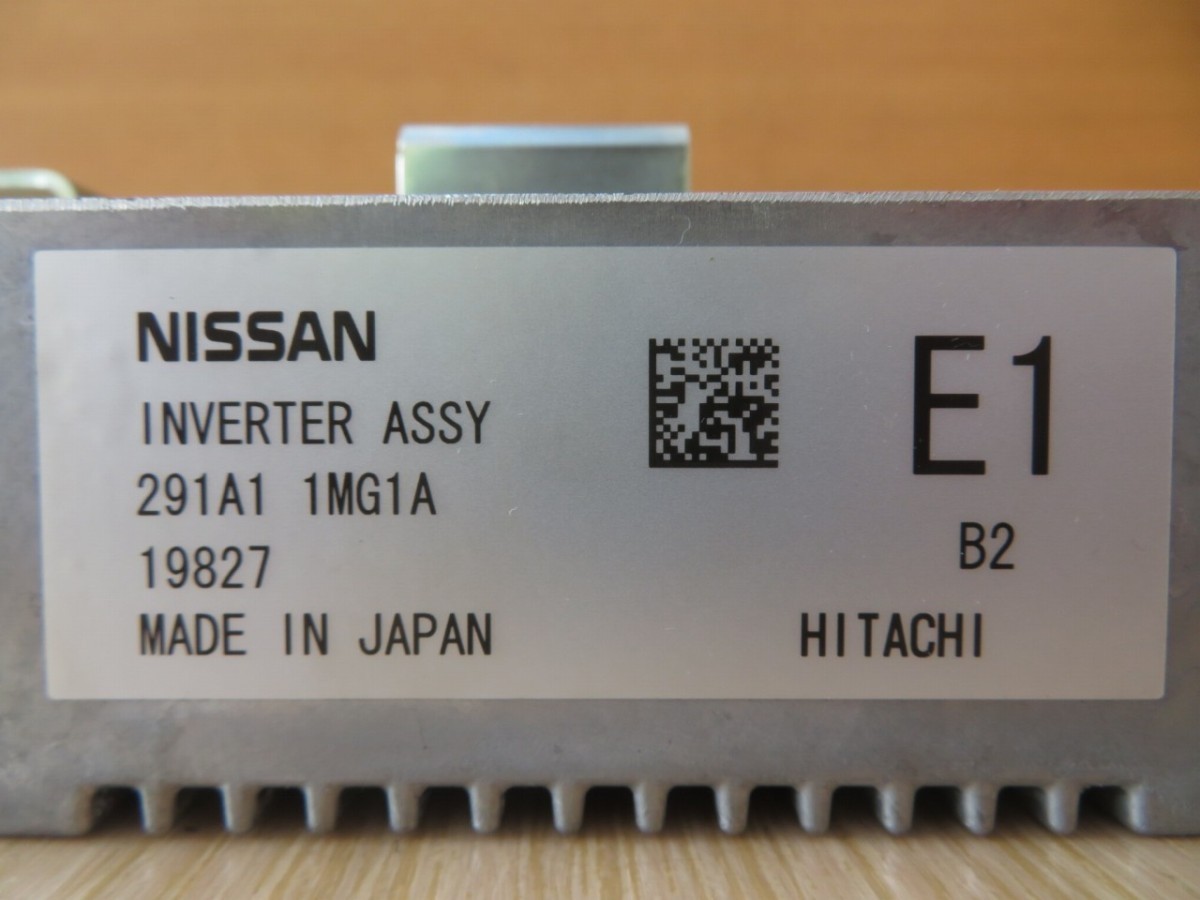 NISSAN
INVERTER ASSY
291A1 1MG1A
19827
MADE IN JAPAN
E1
B2
HITACHI